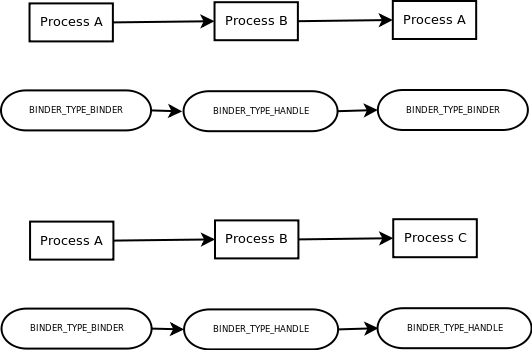 Process A
Process B
Process A
BINDER_TYPE_BINDER
BINDER_TYPE_HANDLE
BINDER_TYPE_BINDER
Process A
Process B
Process C
BINDER_TYPE_BINDER
BINDER_TYPE_HANDLE
BINDER_TYPE_HANDLE